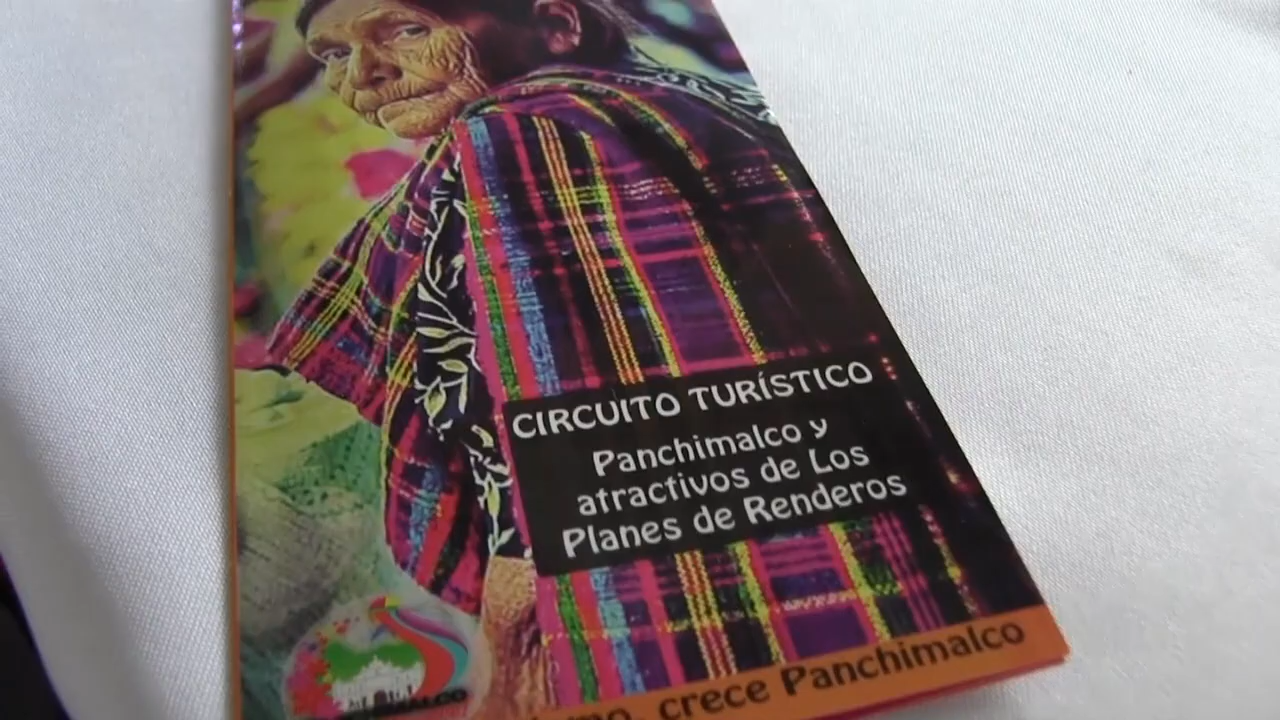 CIRCUITO TURÍSTICO
Panchimalco y
atractivos de Los
Planes de Renderos
crece Panchimalco